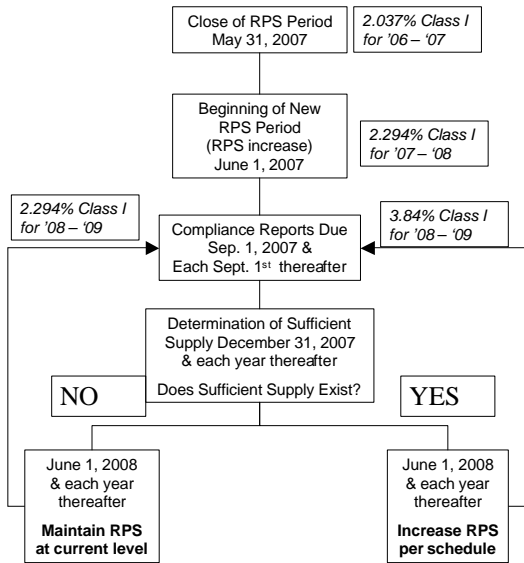 Close of RPS Period
May 31, 2007
2.037% Class I
for '06 – '07
Beginning of New
RPS Period
(RPS increase)
June 1, 2007
2.294% Class I
for '07 – '08
2.294% Class I
for '08 – '09
Compliance Reports Due
Sep. 1, 2007 &
Each Sept. 1st thereafter
3.84% Class I
for '08 – '09
Determination of Sufficient
Supply December 31, 2007
& each year thereafter
Does Sufficient Supply Exist?
NO
YES
June 1, 2008
& each year
thereafter
Maintain RPS
at current level
June 1, 2008
& each year
thereafter
Increase RPS
per schedule